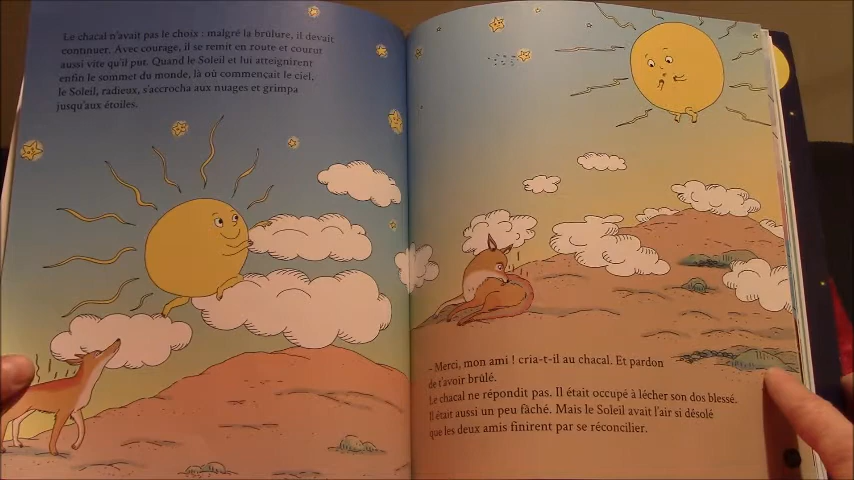 Le chacal n'avait pas le choix : malgré la brûlure, il devait
continuer. Avec courage, il se remit en route et courut
aussi vite qu'il put. Quand le Soleil et lui atteignirent
enfin le sommet du monde, là où commençait le ciel,
le Soleil, radieux, s'accrocha aux nuages et grimpa
jusqu'aux étoiles.
- Merci, mon ami ! cria-t-il au chacal. Et pardon
de t'avoir brûlé.
Le chacal ne répondit pas. Il était occupé à lécher son dos blessé.
Il était aussi un peu fâché. Mais le Soleil avait l'air si désolé
que les deux amis finirent par se réconcilier.